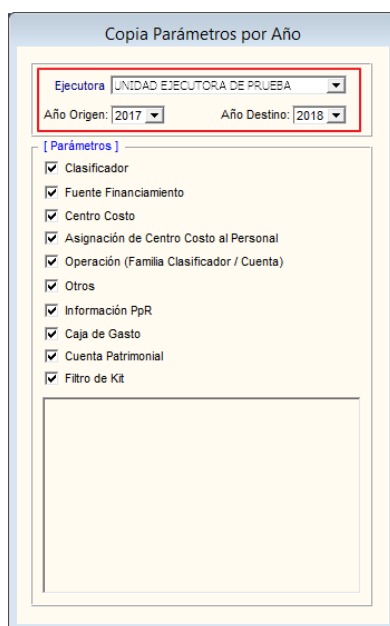 Copia Parámetros por Año
Ejecutora UNIDAD EJECUTORA DE PRUEBA
Año Origen: 2017 Año Destino: 2018
[ Parámetros ]
Clasificador
Fuente Financiamiento
Centro Costo
Asignación de Centro Costo al Personal
Operación (Familia Clasificador / Cuenta)
Otros
Información PpR
Caja de Gasto
Cuenta Patrimonial
Filtro de Kit